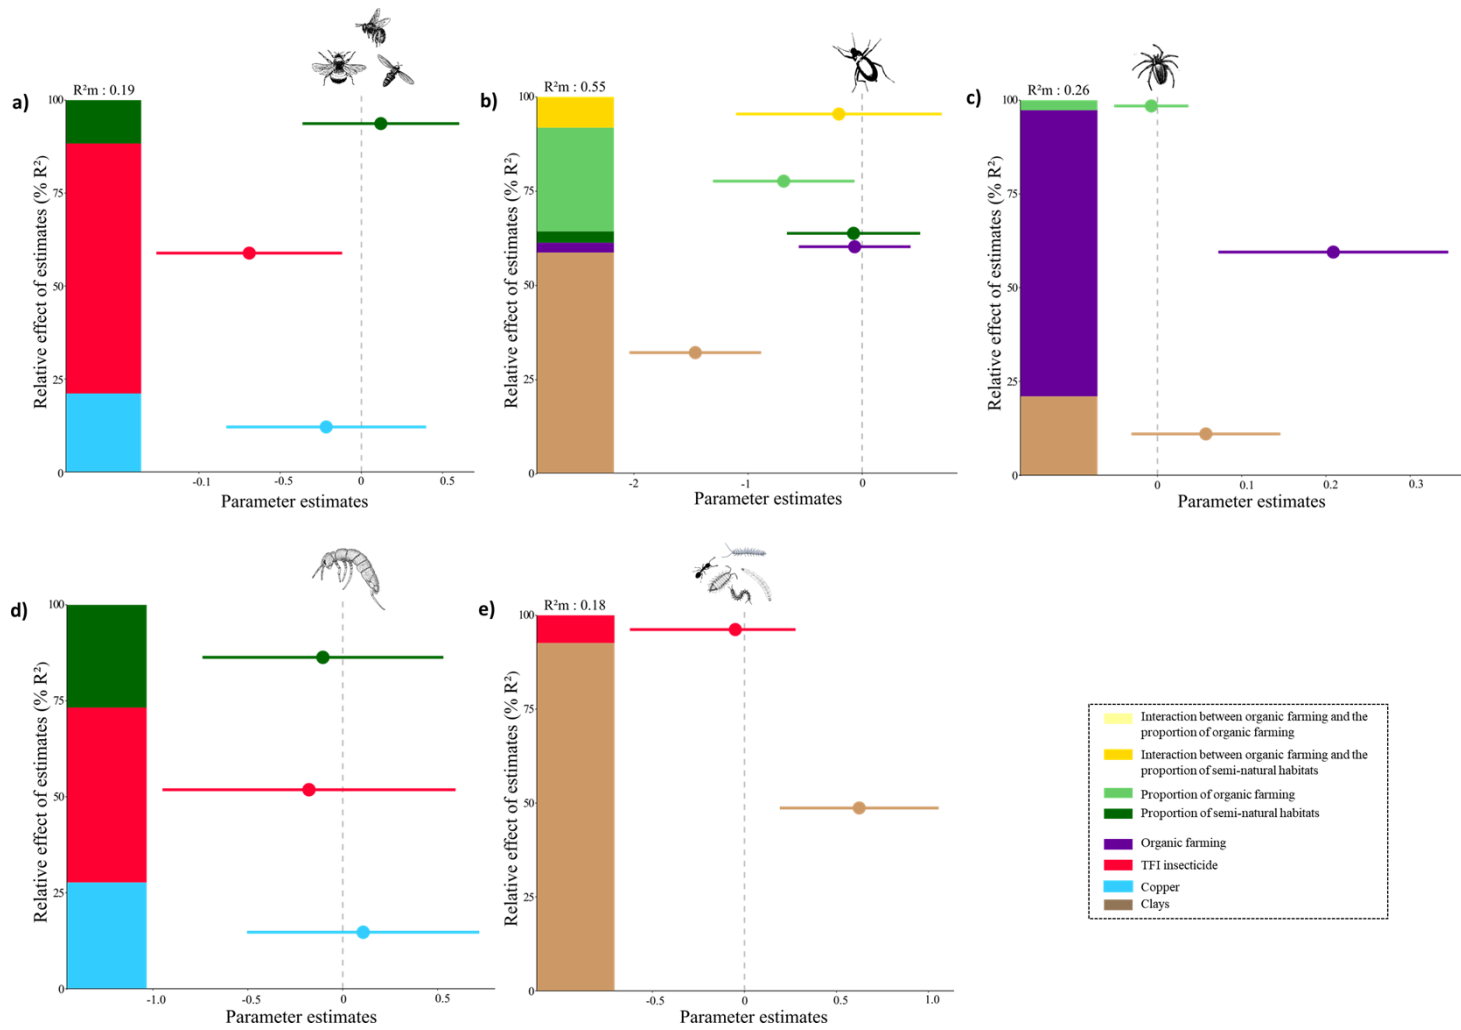 a)
R²m : 0.19
100
75
50
25
0
Relative effect of estimates (% R²)
-0.1
-0.5
0
0.5
Parameter estimates
b)
R²m : 0.55
100
75
50
25
0
Relative effect of estimates (% R²)
-2
-1
0
Parameter estimates
c)
R²m : 0.26
100
75
50
25
0
Relative effect of estimates (% R²)
0
0.1
0.2
0.3
Parameter estimates
d)
100
75
50
25
0
Relative effect of estimates (% R²)
-1.0
0
0.5
Parameter estimates
e)
R²m : 0.18
100
75
50
25
0
Relative effect of estimates (% R²)
-0.5
0
0.5
1.0
Parameter estimates
Interaction between organic farming and the
proportion of organic farming
Interaction between organic farming and the
proportion of semi-natural habitats
Proportion of organic farming
Proportion of semi-natural habitats
Organic farming
TFI insecticide
Copper
Clays